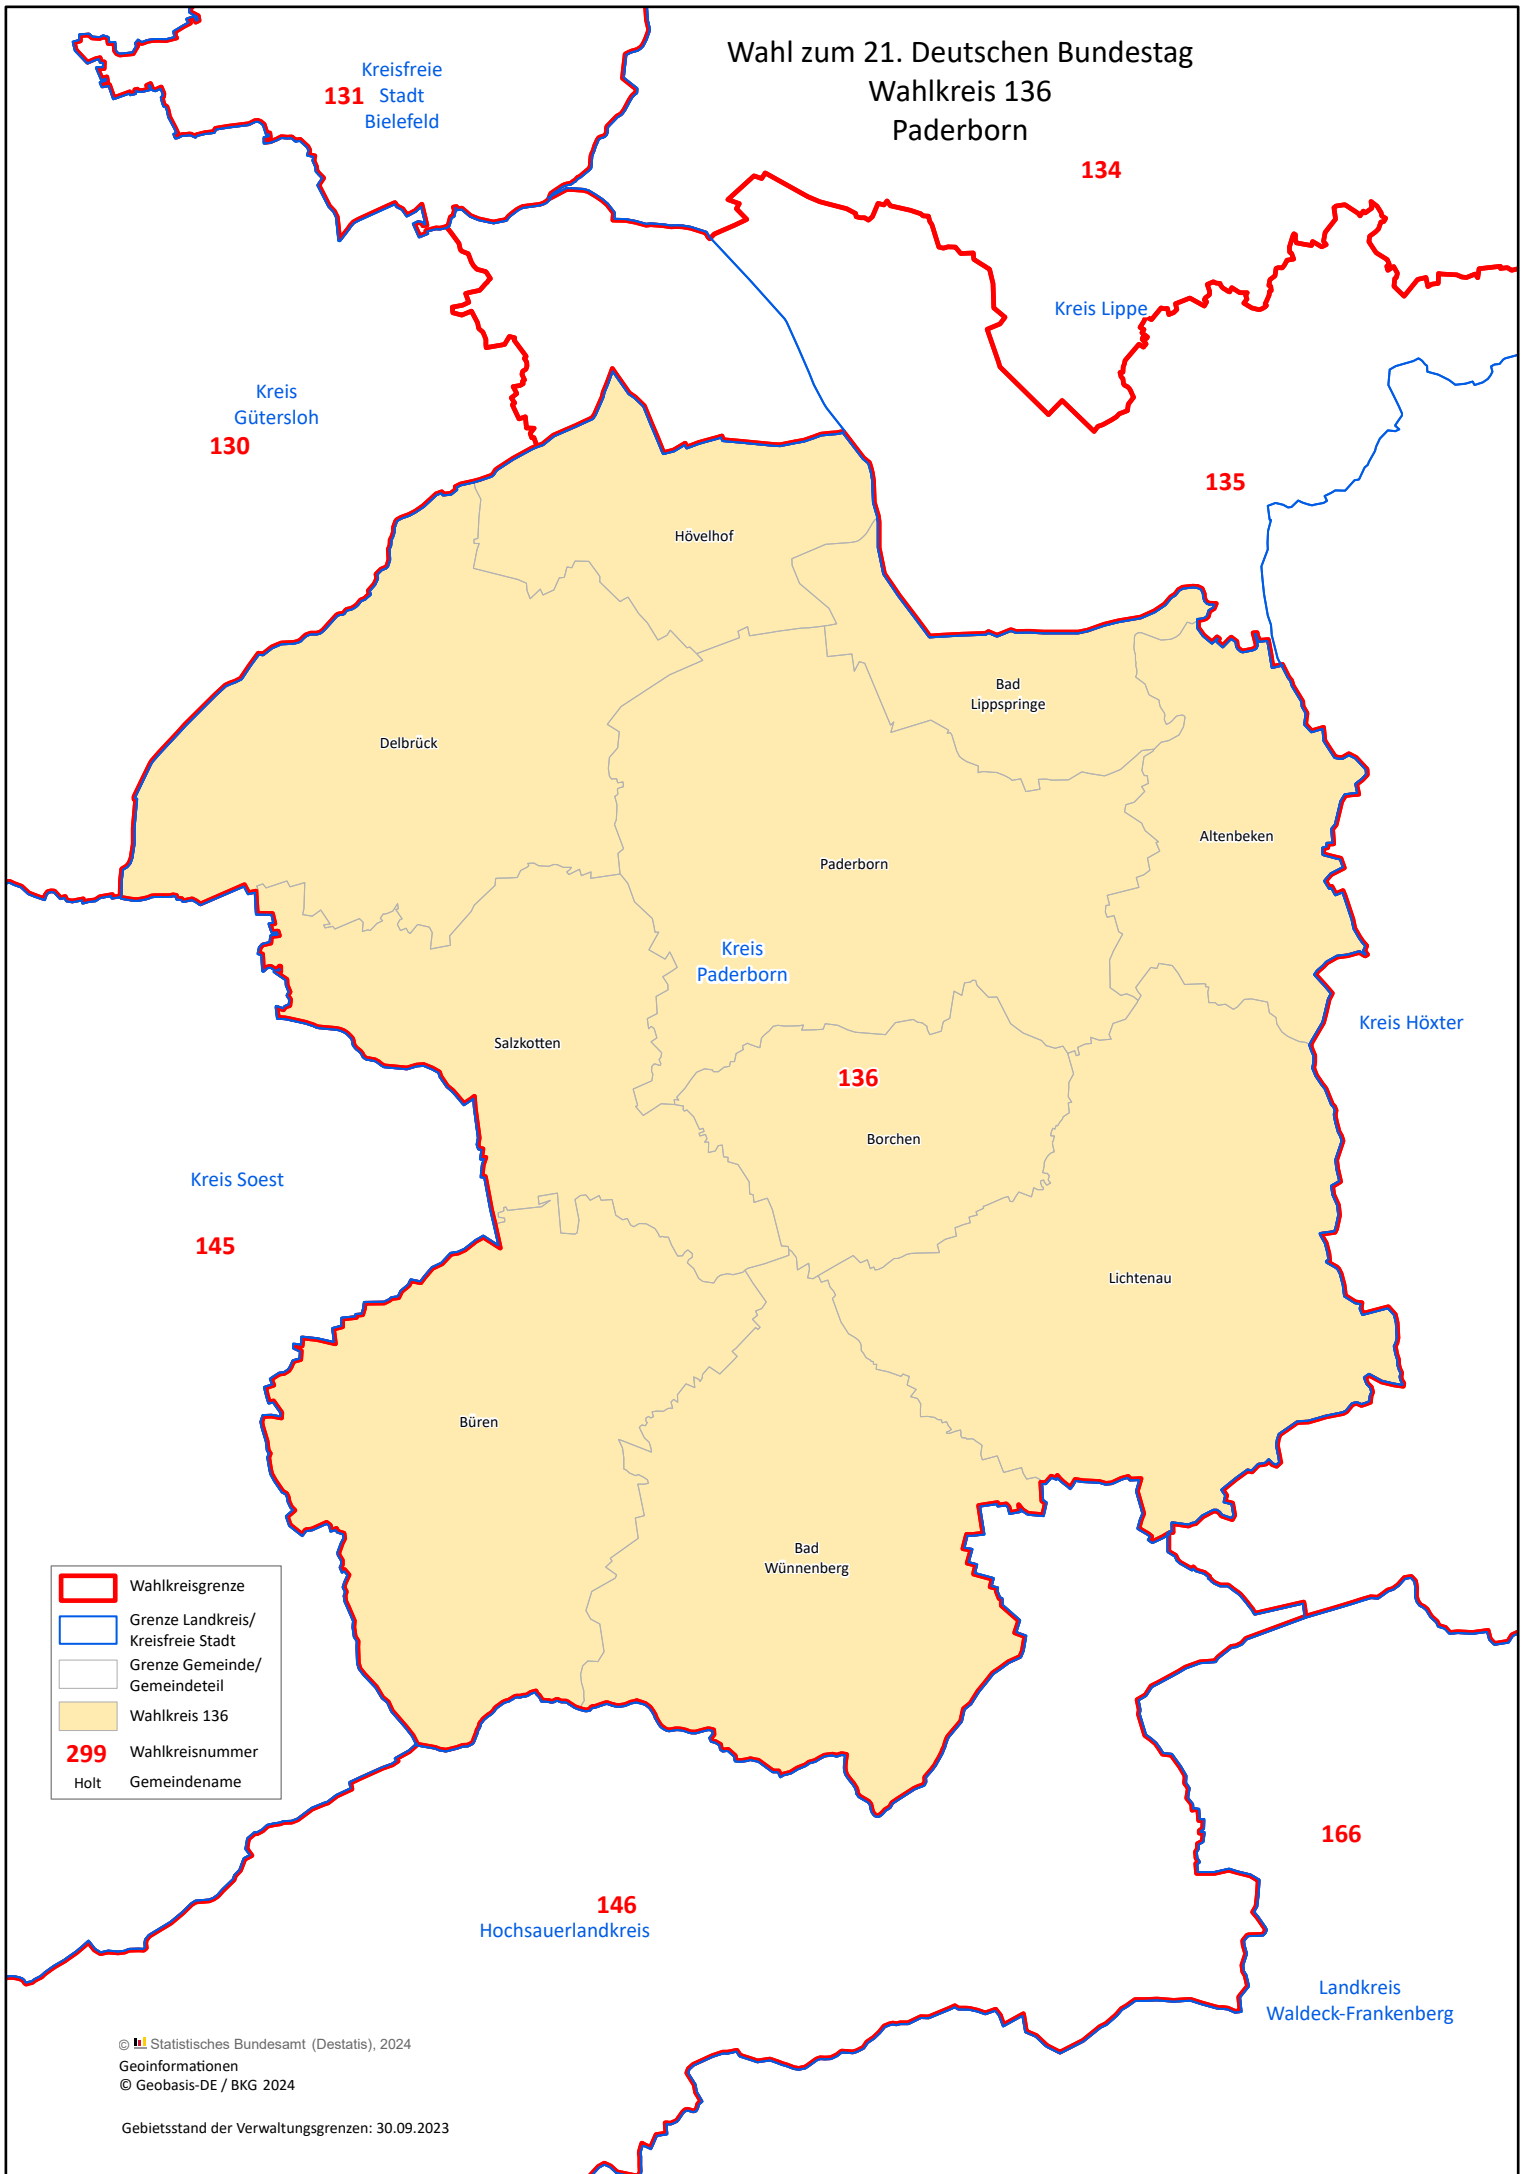 Wahl zum 21. Deutschen Bundestag
Wahlkreis 136
Paderborn
Kreisfreie
Stadt
Bielefeld
131
134
Kreis Lippe
Kreis
Gütersloh
130
135
Hövelhof
Bad
Lippspringe
Delbrück
Altenbeken
Paderborn
Kreis
Paderborn
Kreis Höxter
Salzkotten
136
Borchen
Kreis Soest
145
Lichtenau
Büren
Bad
Wünnenberg
Wahlkreisgrenze
Grenze Landkreis/
Kreisfreie Stadt
Grenze Gemeinde/
Gemeindeteil
Wahlkreis 136
299 Wahlkreisnummer
Holt Gemeindename
166
146
Hochsauerlandkreis
Landkreis
Waldeck-Frankenberg
© Statistisches Bundesamt (Destatis), 2024
Geoinformationen
© Geobasis-DE / BKG 2024
Gebietsstand der Verwaltungsgrenzen: 30.09.2023